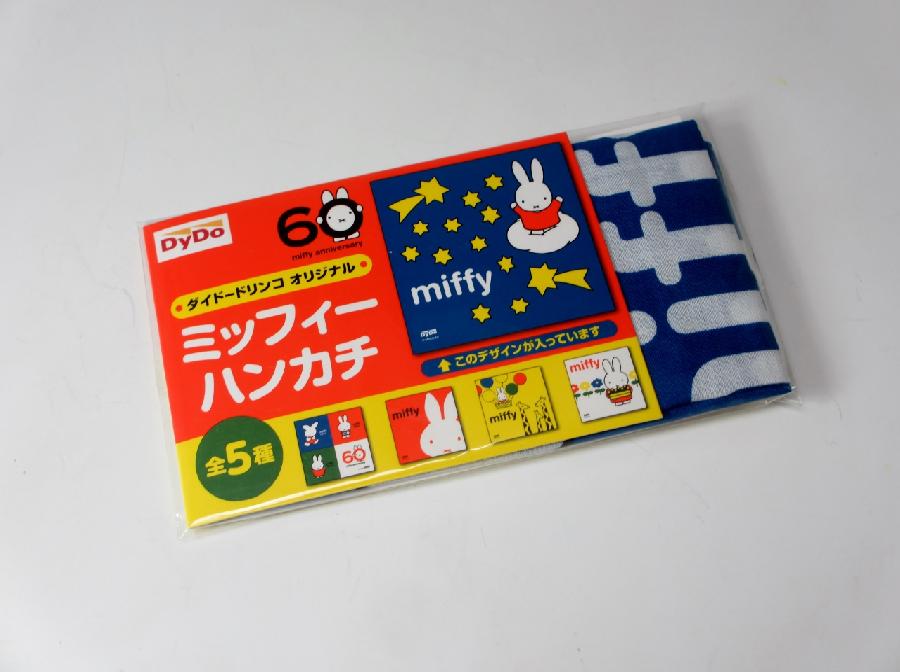 DyDo
60
miffy anniversary
ダイドードリンコ オリジナル
ミッフィー
ハンカチ
miffy
このデザインが入っています
全5種
60
miffy
miffy
miffy